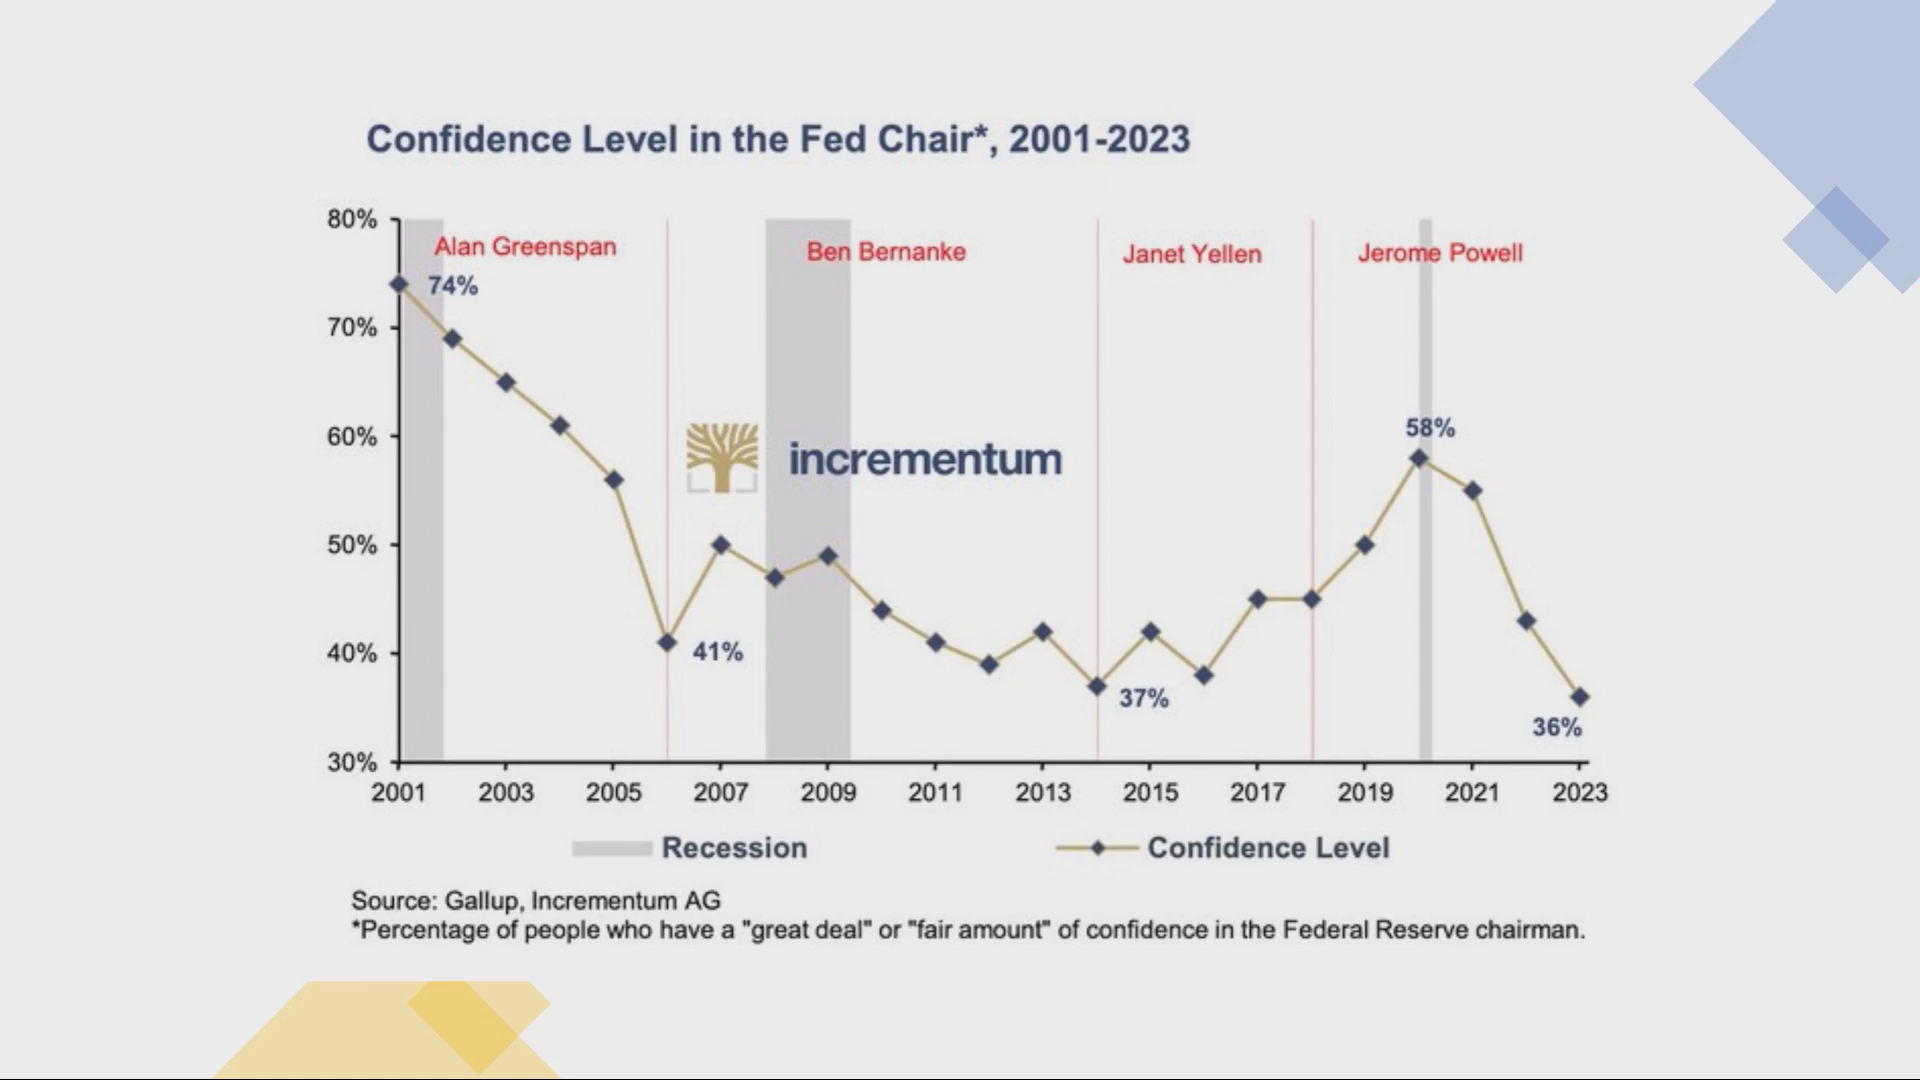 Confidence Level in the Fed Chair*, 2001-2023
80%
70%
60%
50%
40%
30%
Alan Greenspan
Ben Bernanke
Janet Yellen
Jerome Powell
74%
58%
incrementum
41%
37%
36%
2001 2003 2005 2007 2009 2011 2013 2015 2017 2019 2021 2023
Recession
Confidence Level
Source: Gallup, Incrementum AG
*Percentage of people who have a "great deal" or "fair amount" of confidence in the Federal Reserve chairman.